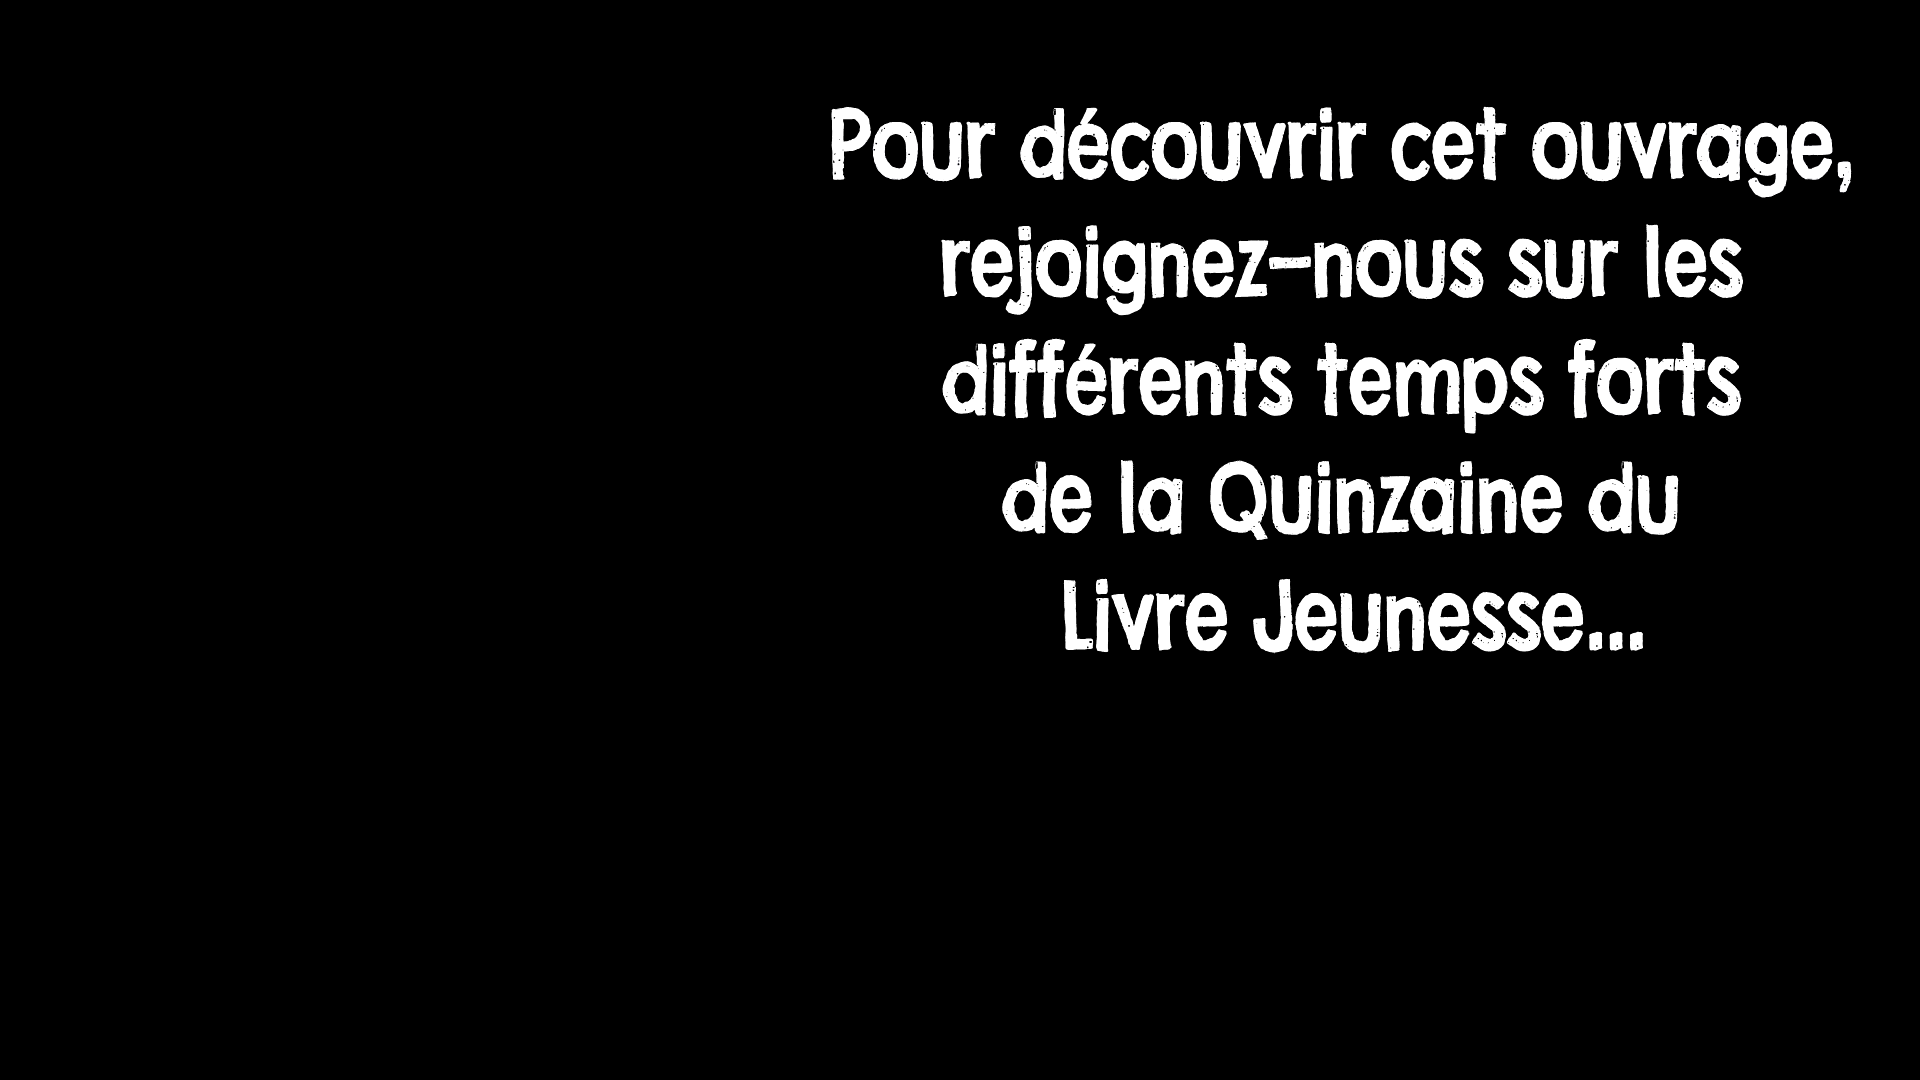 Pour découvrir cet ouvrage,
rejoignez-nous sur les
différents temps forts
de la Quinzaine du
Livre Jeunesse...